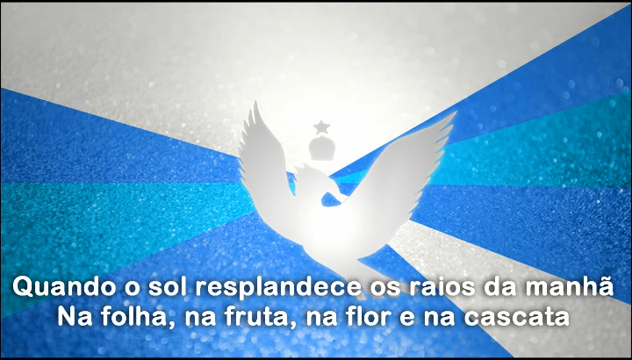 Quando o sol resplandece os raios da manhã
Na folha, na fruta, na flor e na cascata